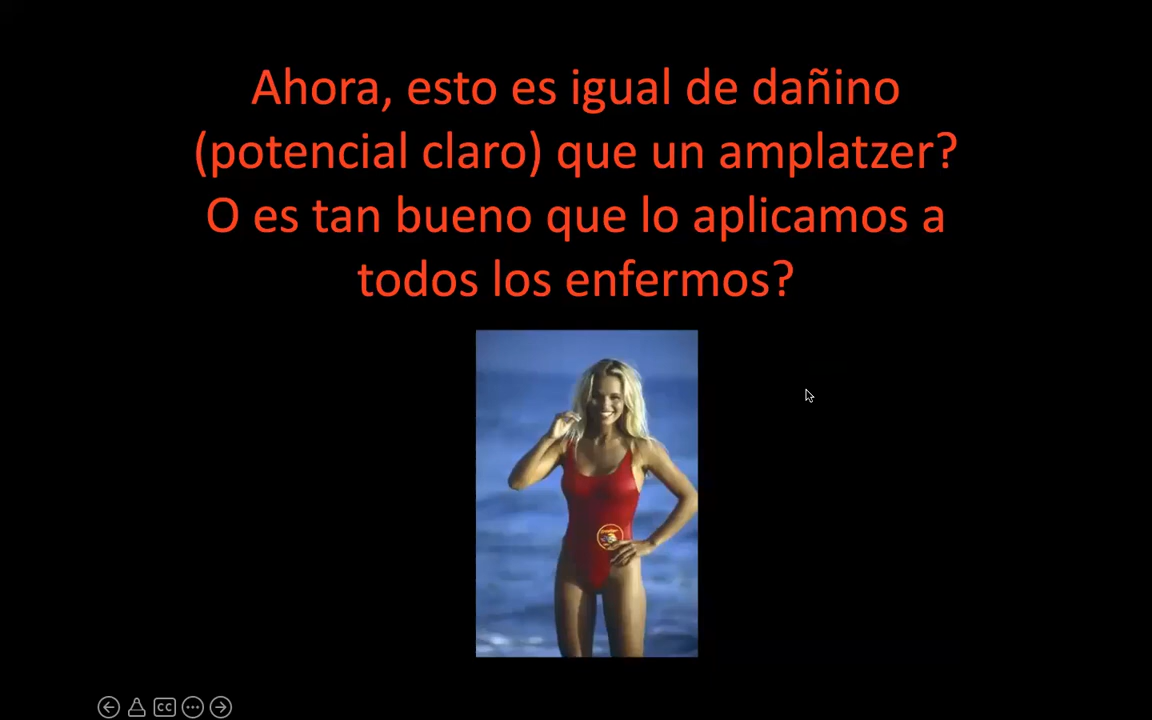 Ahora, esto es igual de dañino
(potencial claro) que un amplatzer?
O es tan bueno que lo aplicamos a
todos los enfermos?
CC